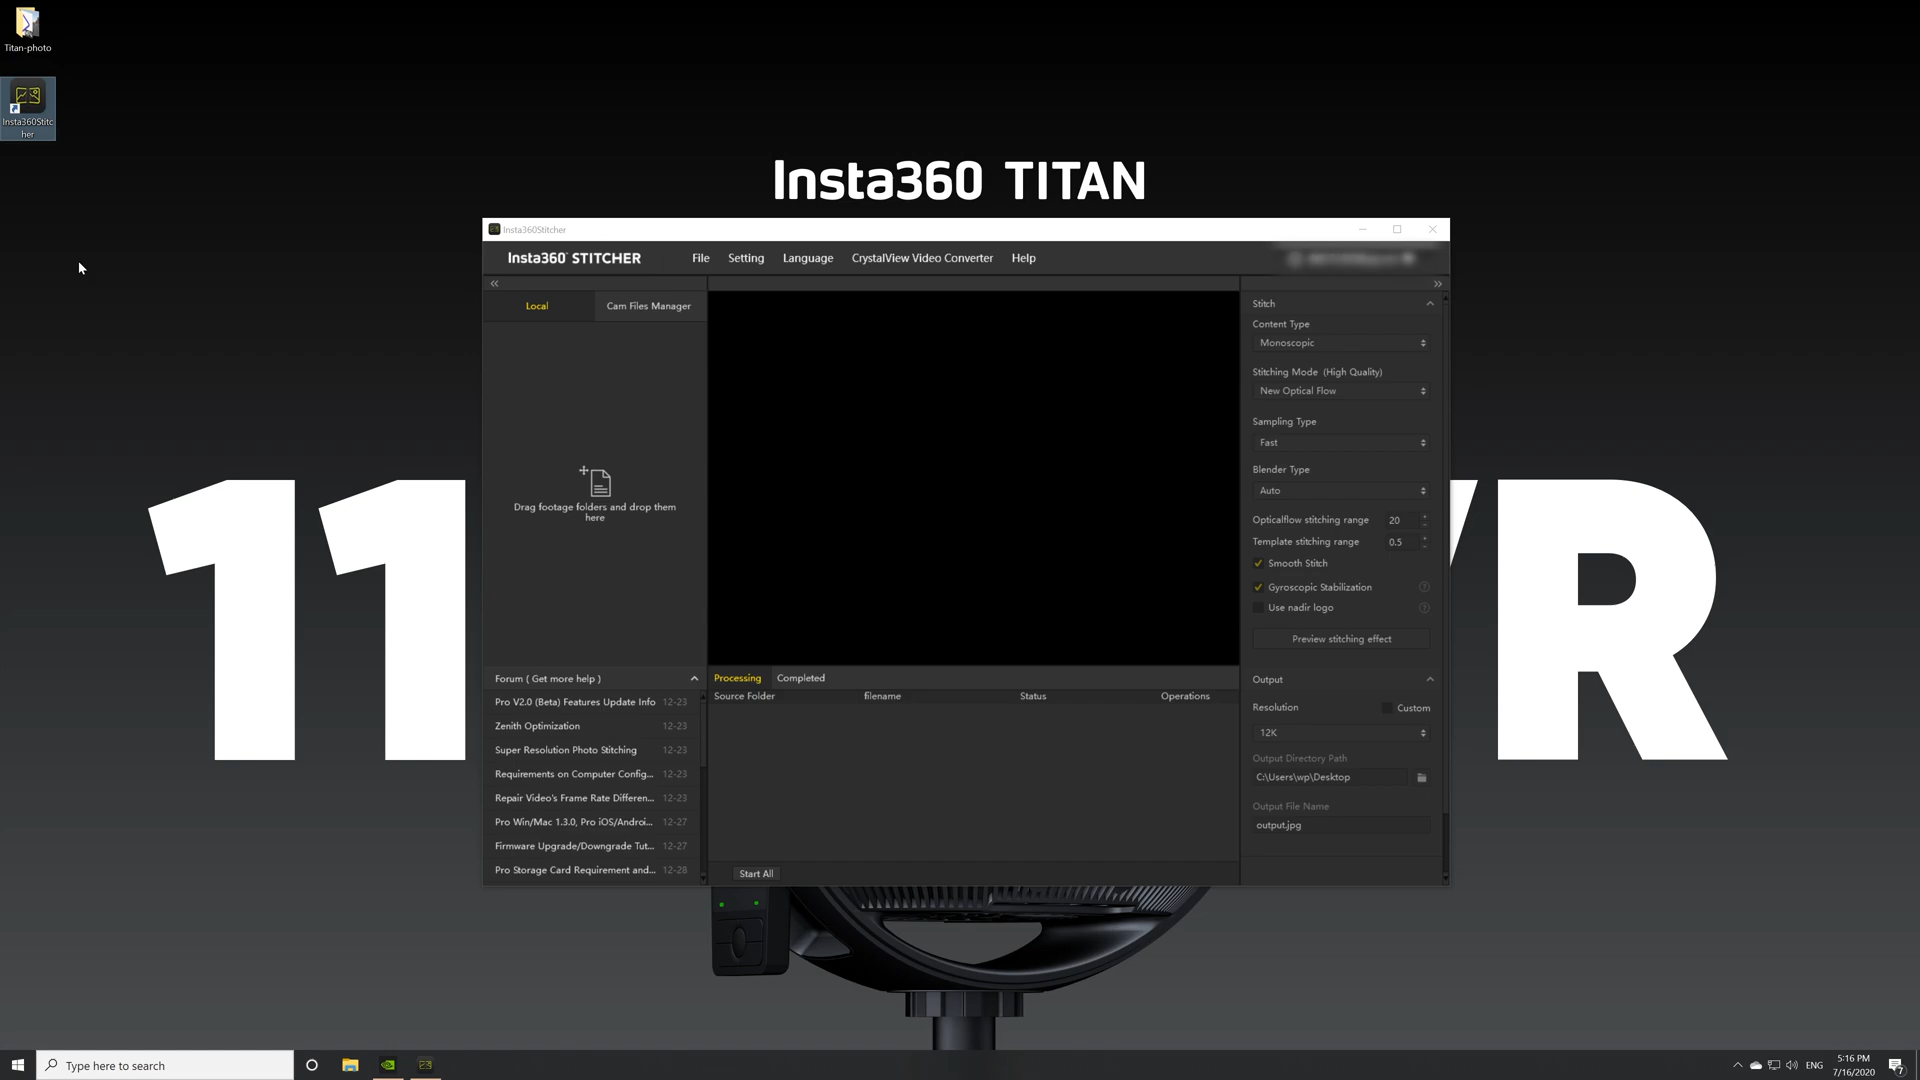 Titan-photo
Insta360Stitc
her
Insta360 TITAN
11
VR
Insta360Stitcher
Insta360 STITCHER
File
Setting
Language
CrystalView Video Converter
Help
«
»
Local
Cam Files Manager
Drag footage folders and drop them
here
Forum ( Get more help )
Pro V2.0 (Beta) Features Update Info 12-23
Zenith Optimization 12-23
Super Resolution Photo Stitching 12-23
Requirements on Computer Config... 12-23
Repair Video's Frame Rate Differen... 12-23
Pro Win/Mac 1.3.0, Pro iOS/Androi... 12-27
Firmware Upgrade/Downgrade Tut... 12-27
Pro Storage Card Requirement and... 12-28
Processing
Completed
Source Folder
filename
Status
Operations
Start All
Stitch
Content Type
Monoscopic
Stitching Mode (High Quality)
New Optical Flow
Sampling Type
Fast
Blender Type
Auto
Opticalflow stitching range 20
Template stitching range 0.5
Smooth Stitch
Gyroscopic Stabilization ?
Use nadir logo ?
Preview stitching effect
Output
Resolution
Custom
12K
Output Directory Path
C:\Users\wp\Desktop
Output File Name
output.jpg
Type here to search
ENG
5:16 PM
7/16/2020
7